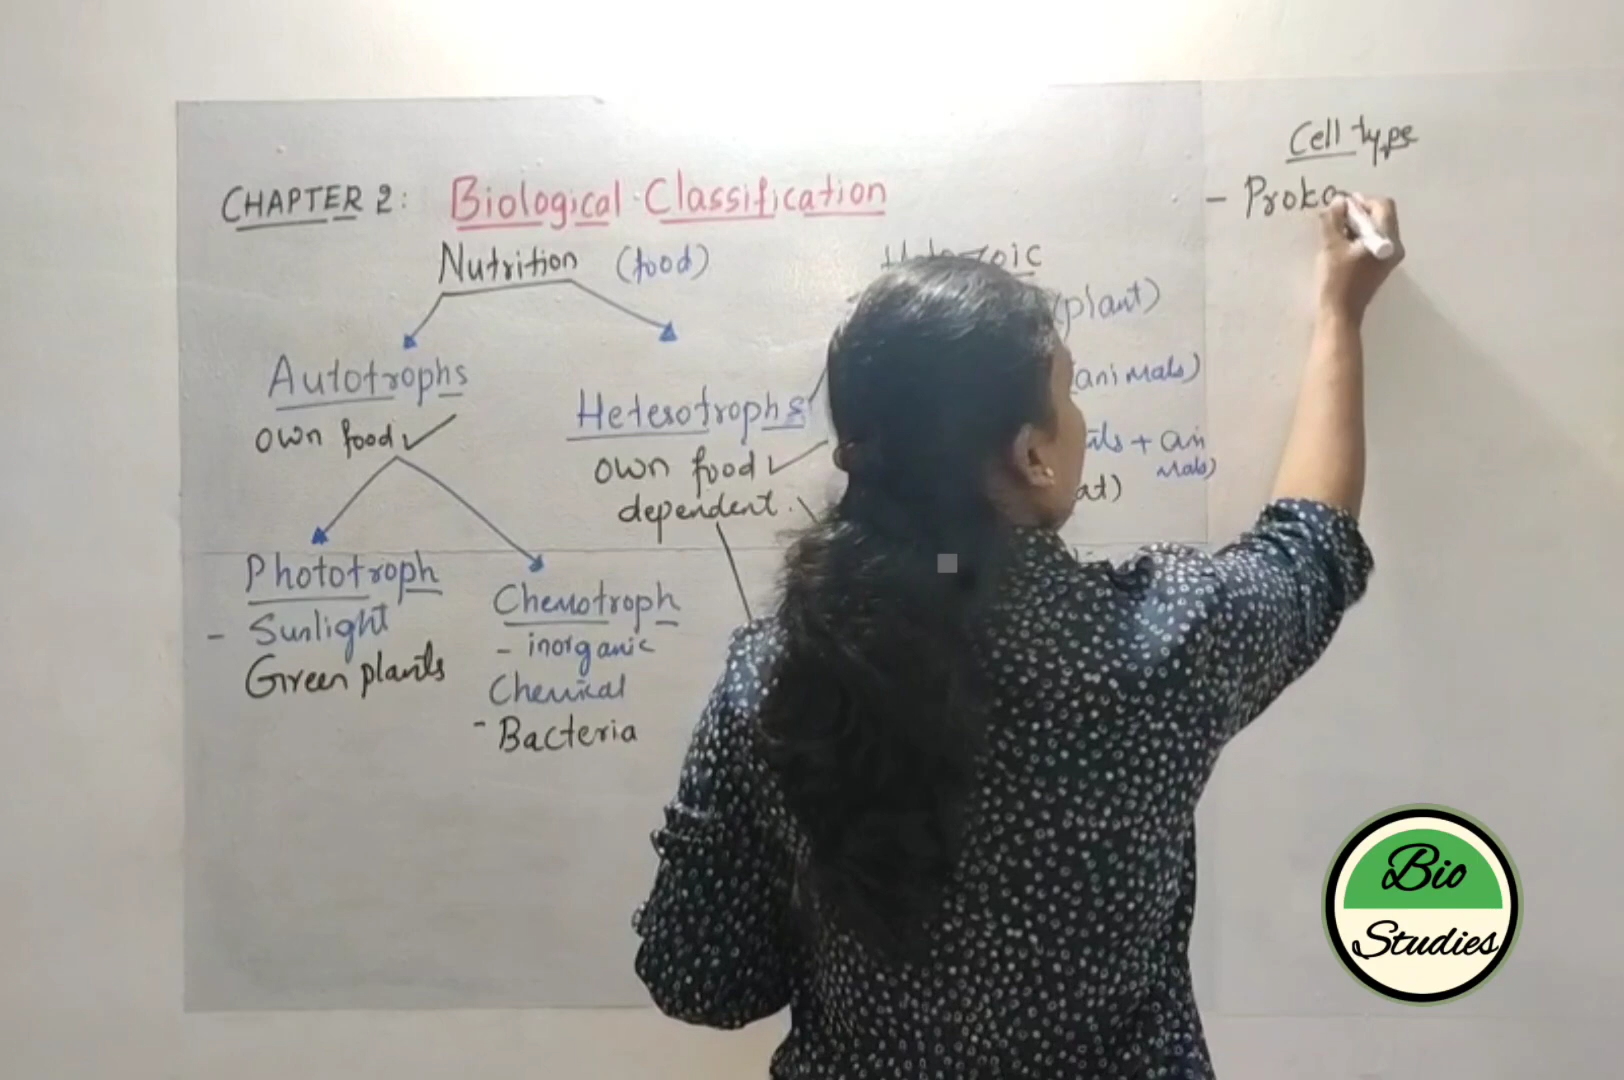 CHAPTER 2: Biological Classification
Nutrition (food)
Autotrophs
own food
Phototroph
- Sunlight
Green plants
Chemotroph
- inorganic
Chemical
- Bacteria
Heterotrophs
own food
dependent.
(plant)
(animals)
+ ani
mals)
Cell type
- Proka
Bio
Studies